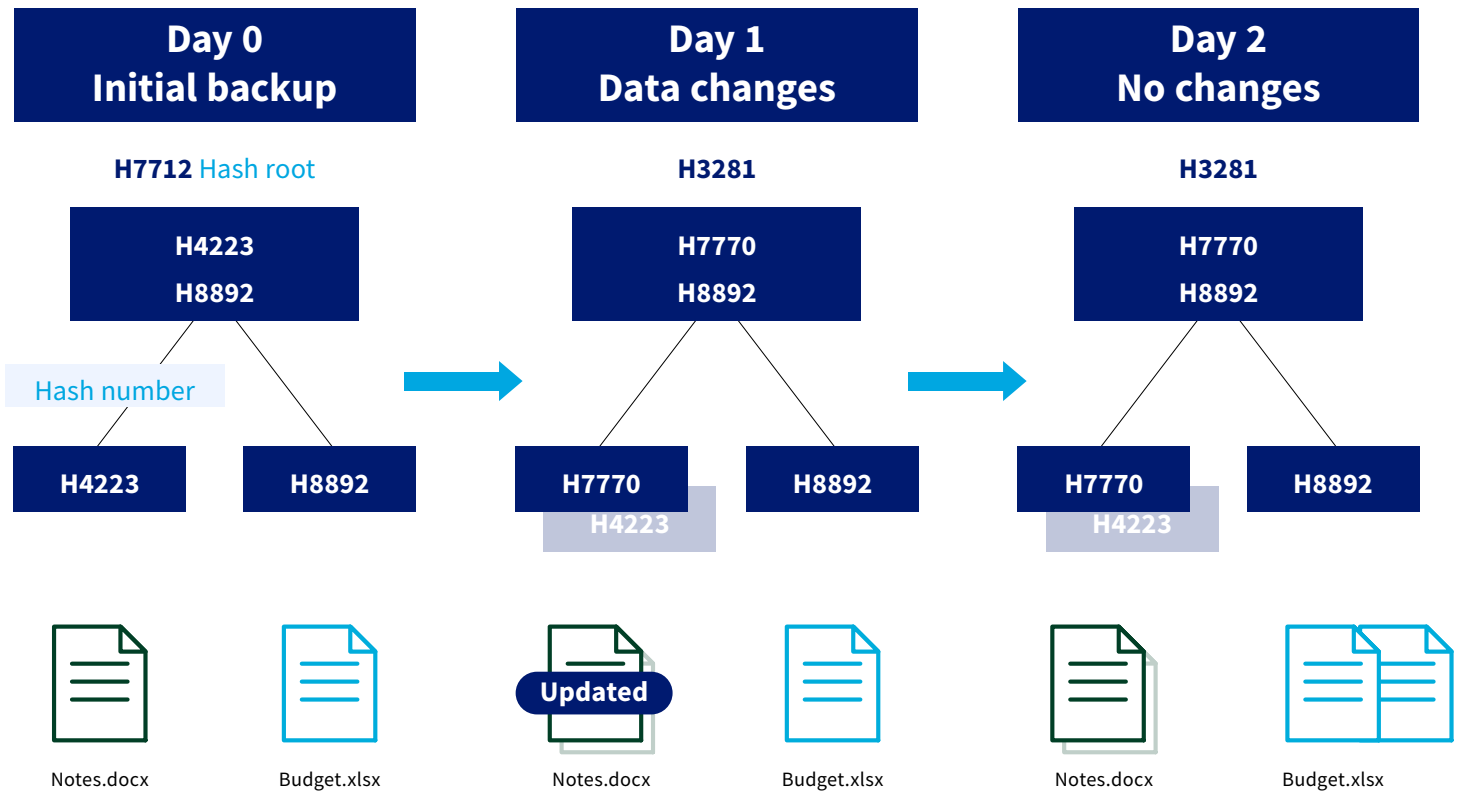 Day 0
Initial backup
Day 1
Data changes
Day 2
No changes
H7712 Hash root
H3281
H3281
H4223
H8892
H7770
H8892
H7770
H8892
Hash number
H4223
H8892
H7770
H4223
H8892
H7770
H4223
H8892
Updated
Notes.docx
Budget.xlsx
Notes.docx
Budget.xlsx
Notes.docx
Budget.xlsx